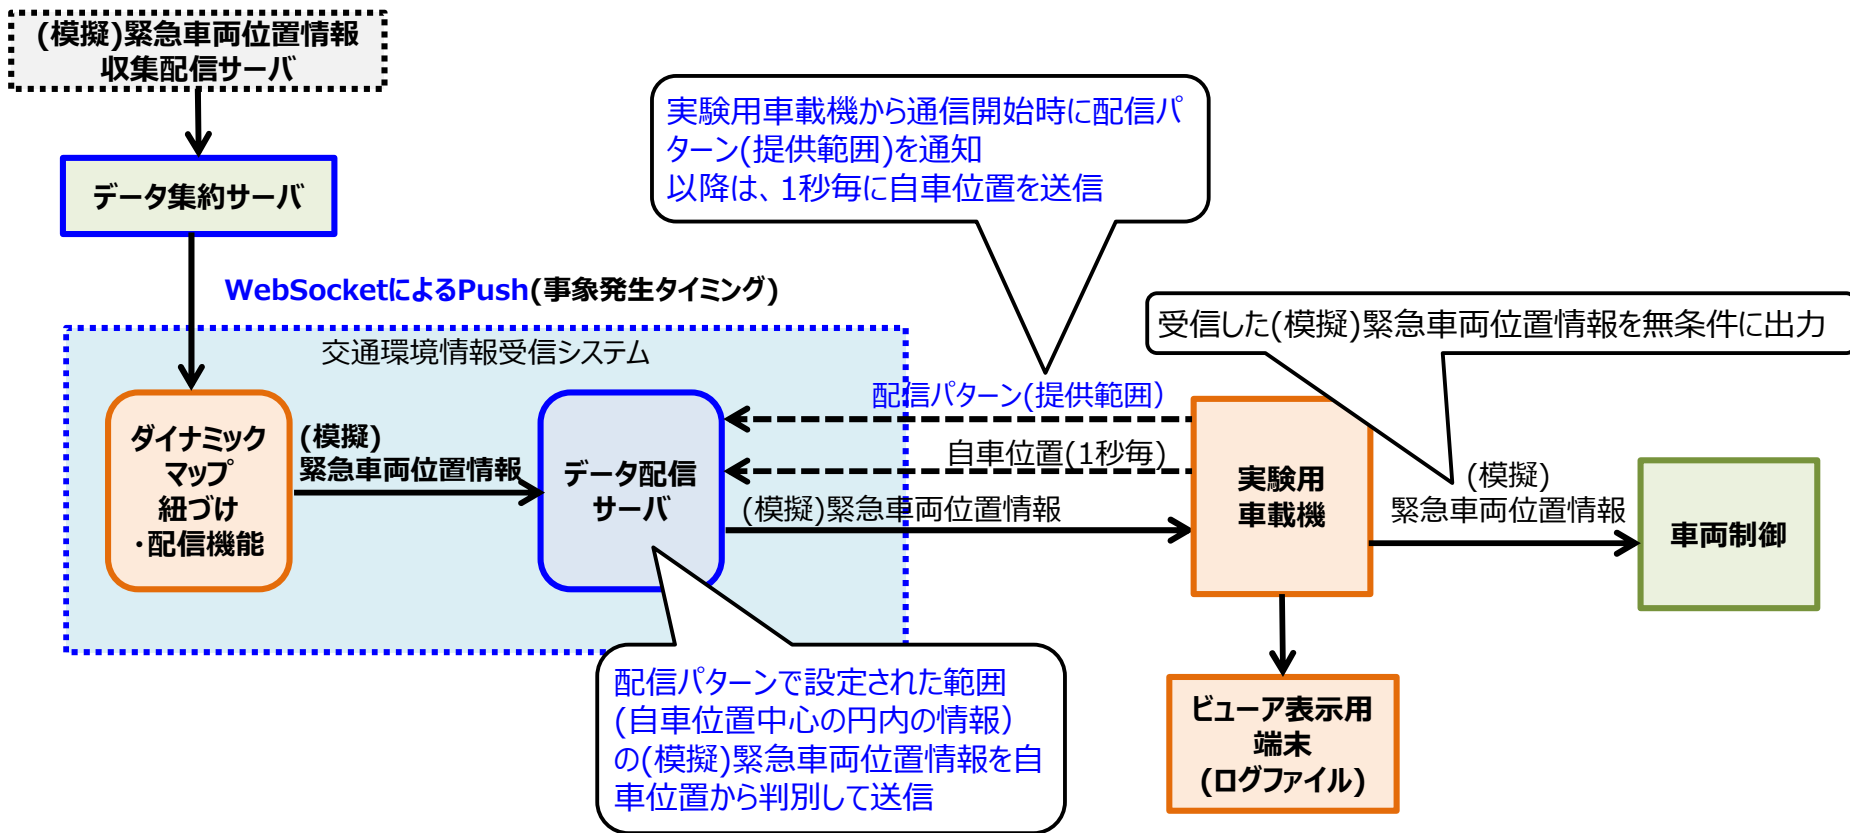 (模擬)緊急車両位置情報
収集配信サーバ
データ集約サーバ
WebSocketによるPush(事象発生タイミング)
実験用車載機から通信開始時に配信パ
ターン(提供範囲)を通知
以降は、1秒毎に自車位置を送信
受信した(模擬)緊急車両位置情報を無条件に出力
交通環境情報受信システム
ダイナミック
マップ
紐づけ
・配信機能
(模擬)
緊急車両位置情報
データ配信
サーバ
配信パターン(提供範囲)
自車位置(1秒毎)
(模擬)緊急車両位置情報
実験用
車載機
(模擬)
緊急車両位置情報
車両制御
配信パターンで設定された範囲
(自車位置中心の円内の情報)
の(模擬)緊急車両位置情報を自
車位置から判別して送信
ビューア表示用
端末
(ログファイル)